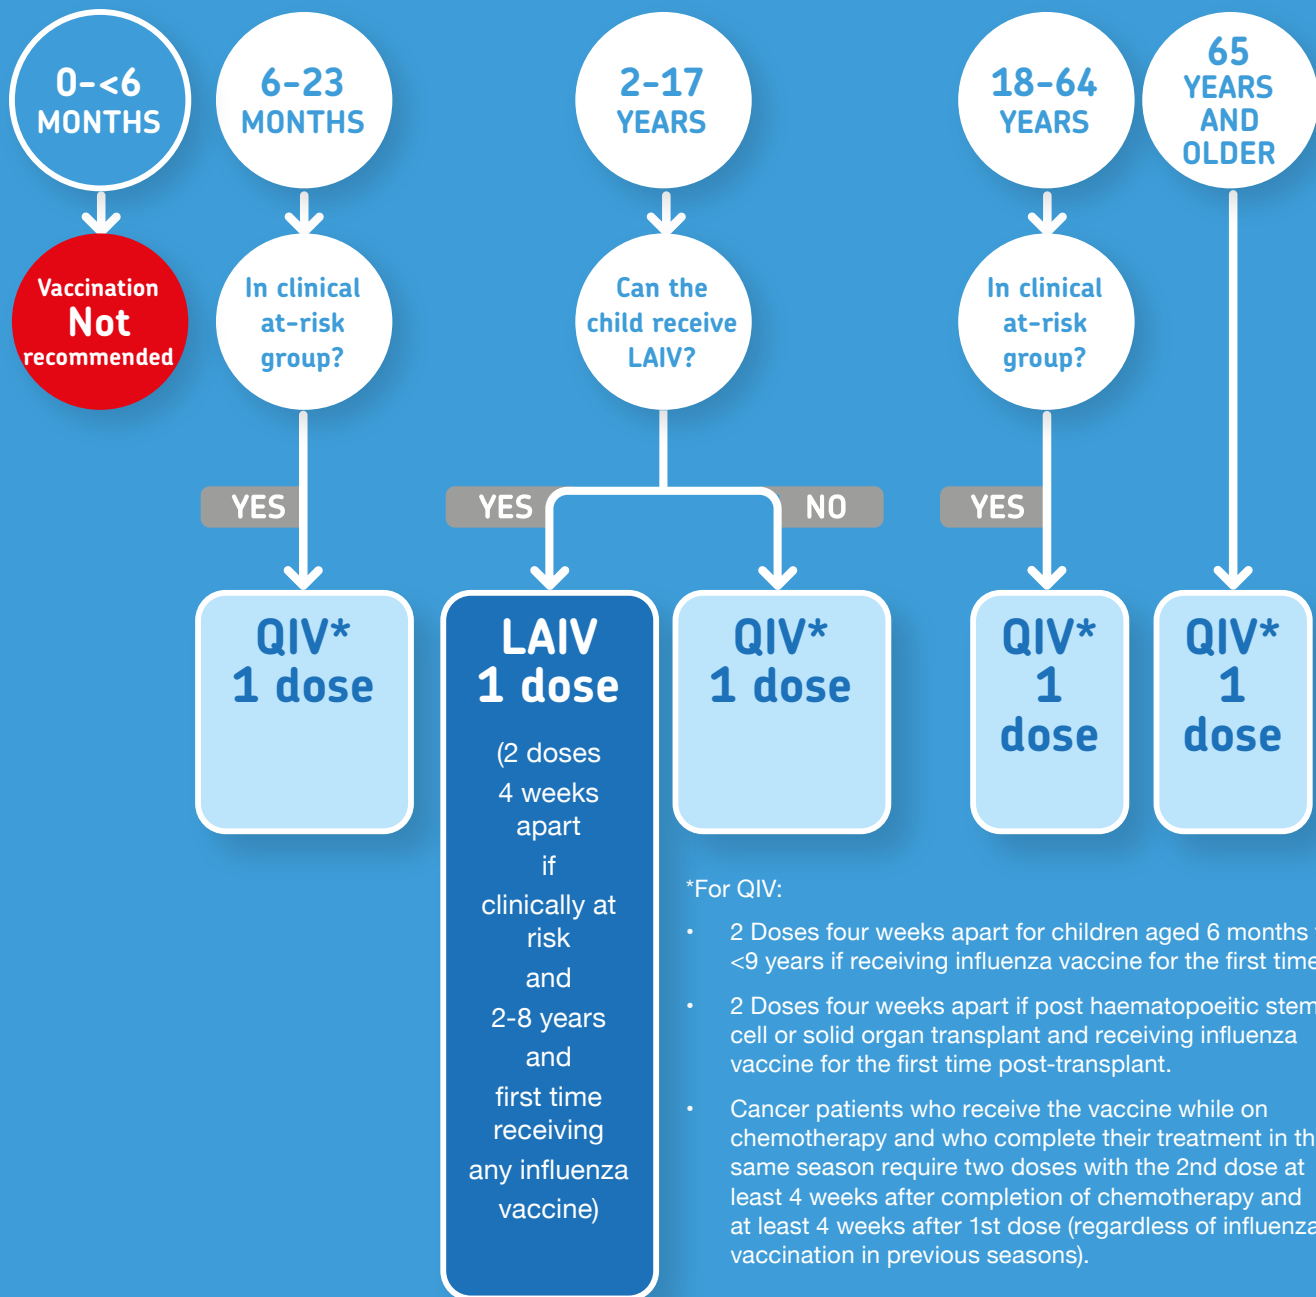 0-<6
MONTHS
6-23
MONTHS
2-17
YEARS
18-64
YEARS
65
YEARS
AND
OLDER
Vaccination
Not
recommended
In clinical
at-risk
group?
Can the
child receive
LAIV?
In clinical
at-risk
group?
YES
YES
NO
YES
QIV*
1 dose
LAIV
1 dose
(2 doses
4 weeks
apart
if
clinically at
risk
and
2-8 years
and
first time
receiving
any influenza
vaccine)
QIV*
1 dose
QIV*
1
dose
QIV*
1
dose
*For QIV:
• 2 Doses four weeks apart for children aged 6 months
<9 years if receiving influenza vaccine for the first time
• 2 Doses four weeks apart if post haematopoeitic stem
cell or solid organ transplant and receiving influenza
vaccine for the first time post-transplant.
• Cancer patients who receive the vaccine while on
chemotherapy and who complete their treatment in th
same season require two doses with the 2nd dose at
least 4 weeks after completion of chemotherapy and
at least 4 weeks after 1st dose (regardless of influenza
vaccination in previous seasons).